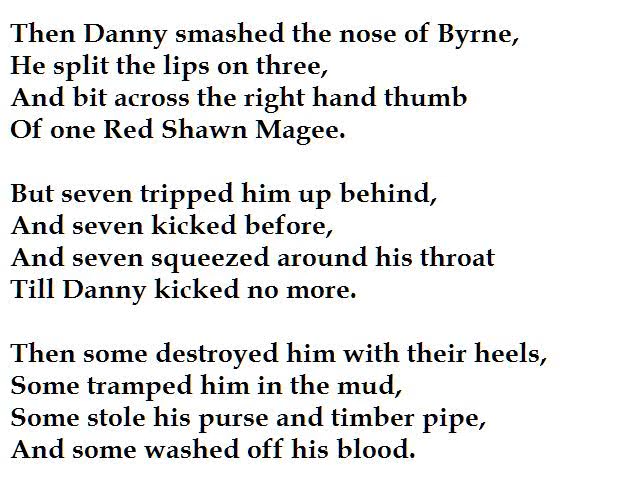 Then Danny smashed the nose of Byrne,
He split the lips on three,
And bit across the right hand thumb
Of one Red Shawn Magee.

But seven tripped him up behind,
And seven kicked before,
And seven squeezed around his throat
Till Danny kicked no more.

Then some destroyed him with their heels,
Some tramped him in the mud,
Some stole his purse and timber pipe,
And some washed off his blood.